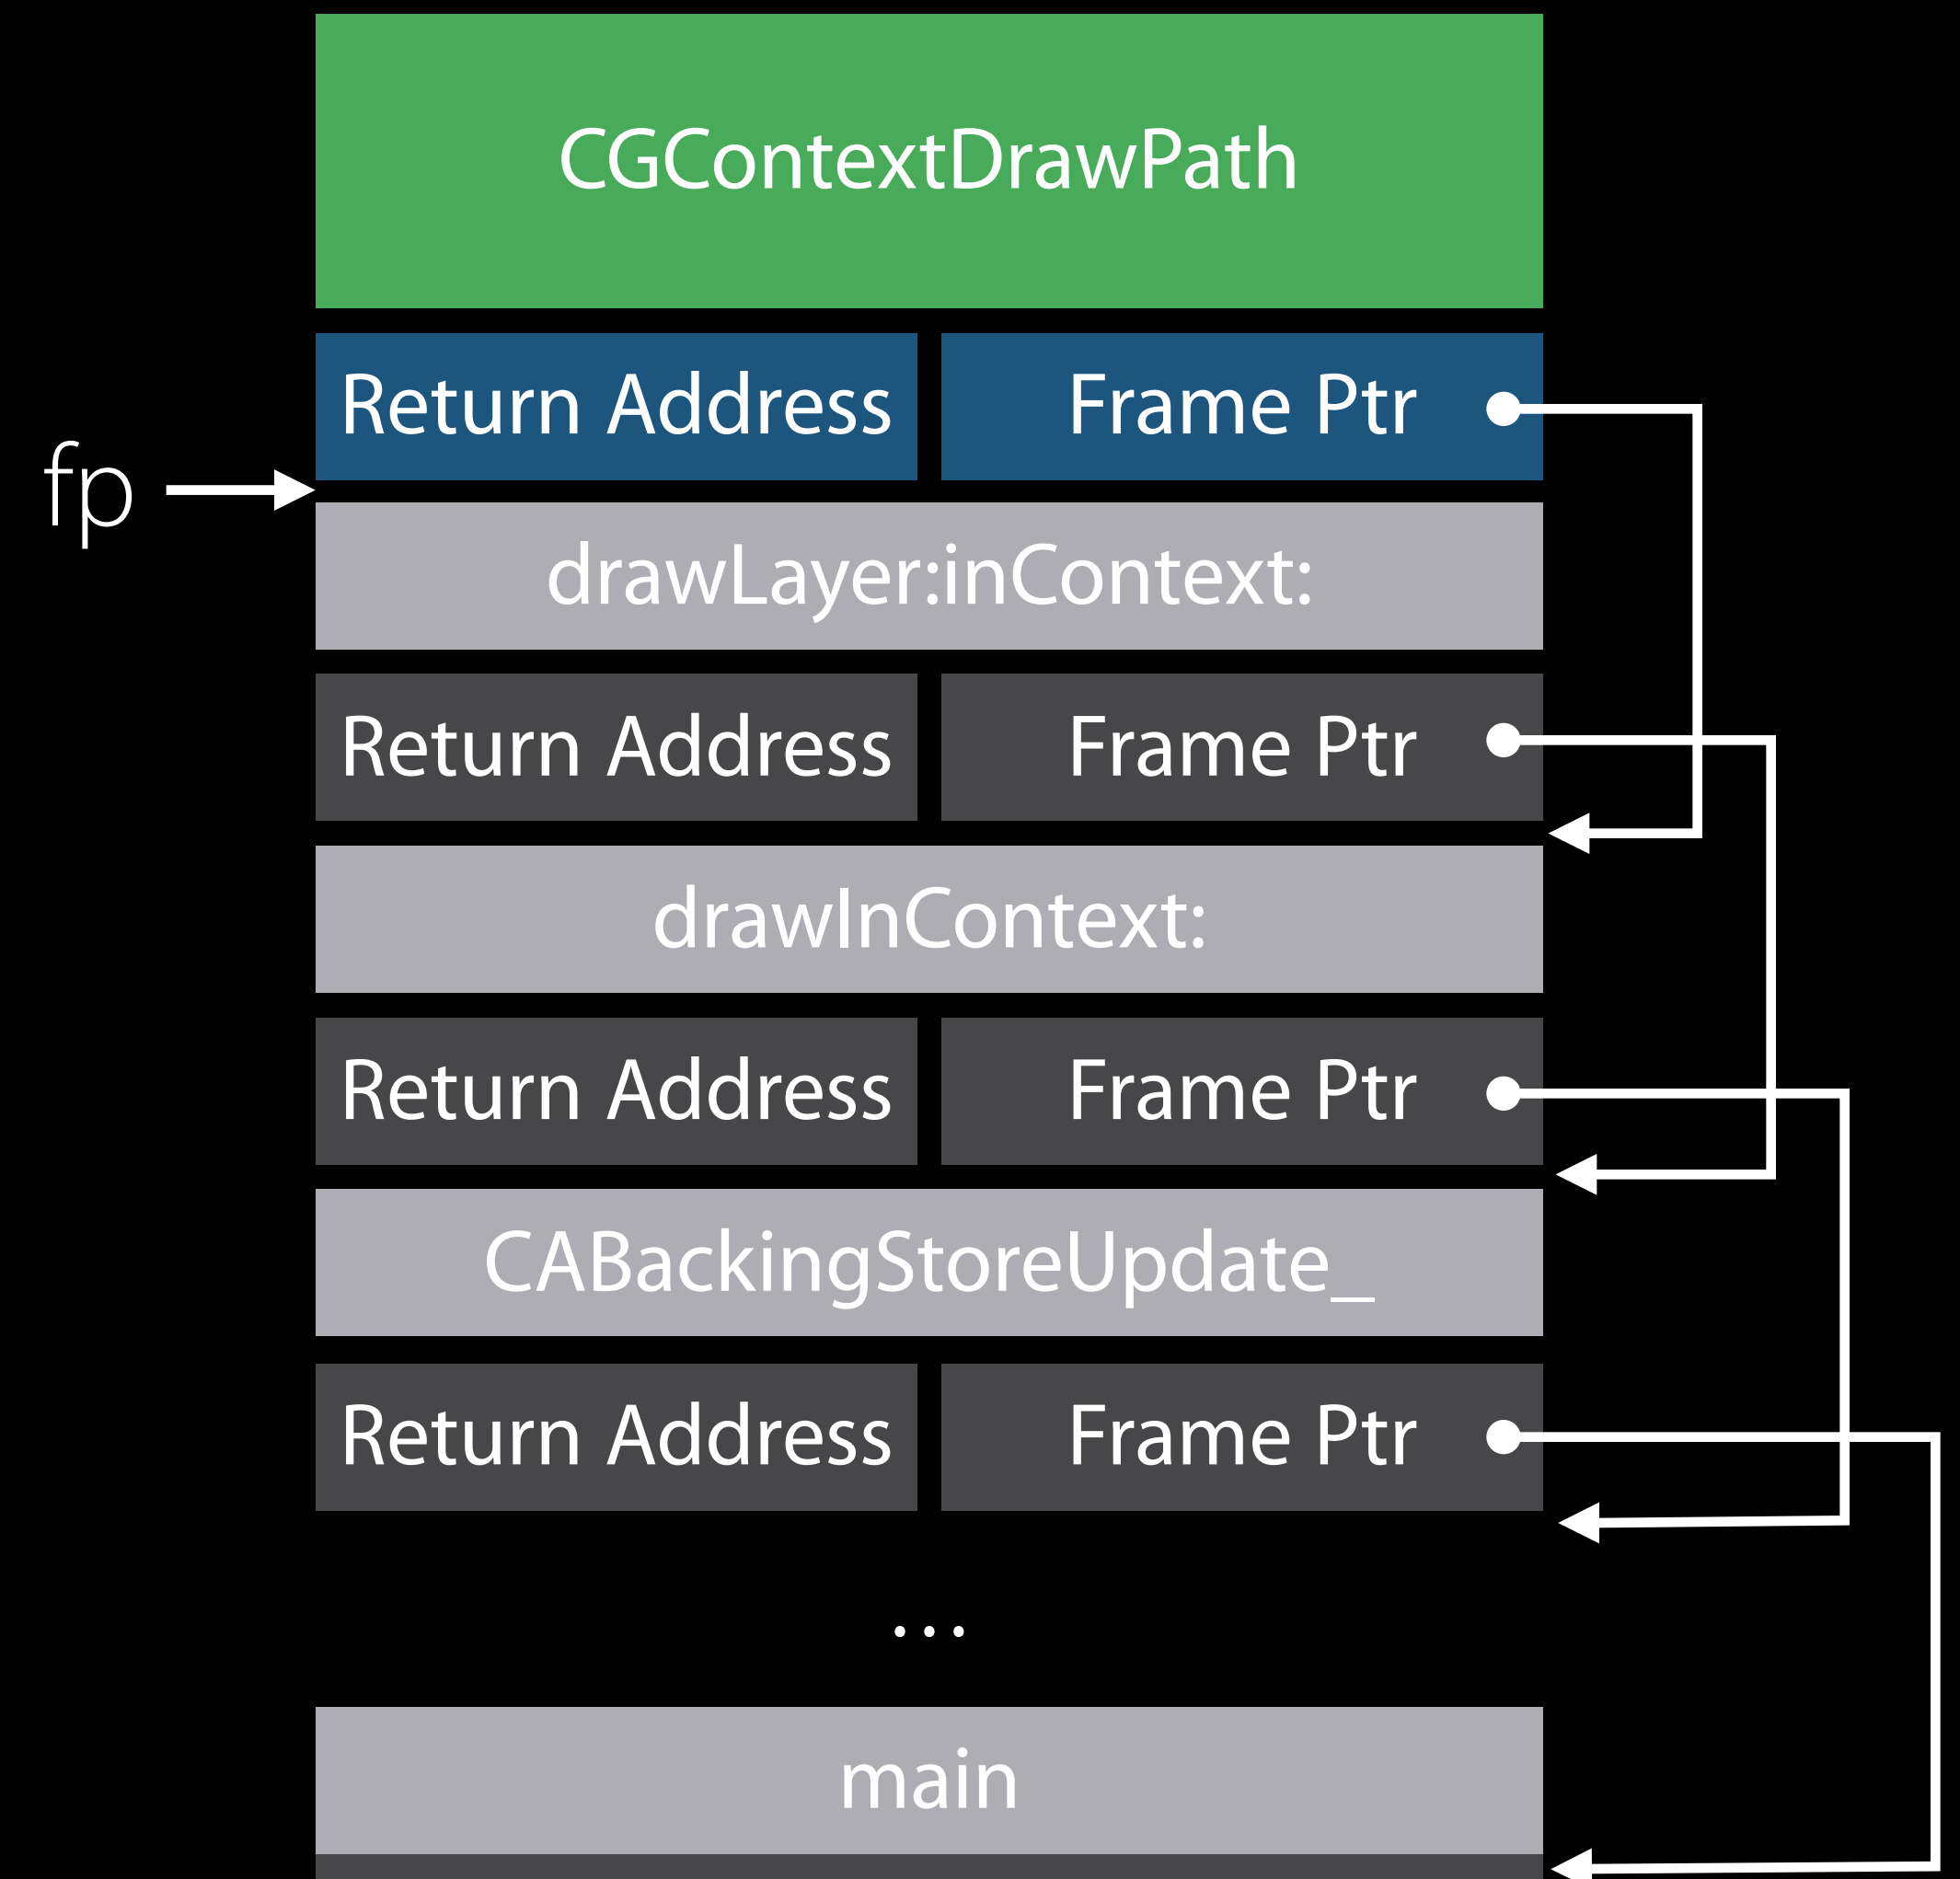 CGContextDrawPath
Return Address Frame Ptr
fp
drawLayer:inContext:
Return Address Frame Ptr
drawInContext:
Return Address Frame Ptr
CABackingStoreUpdate_
Return Address Frame Ptr
...
main